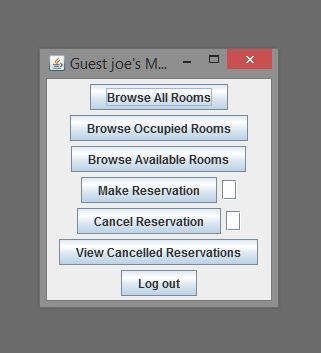 Guest joe's M...
Browse All Rooms
Browse Occupied Rooms
Browse Available Rooms
Make Reservation
Cancel Reservation
View Cancelled Reservations
Log out